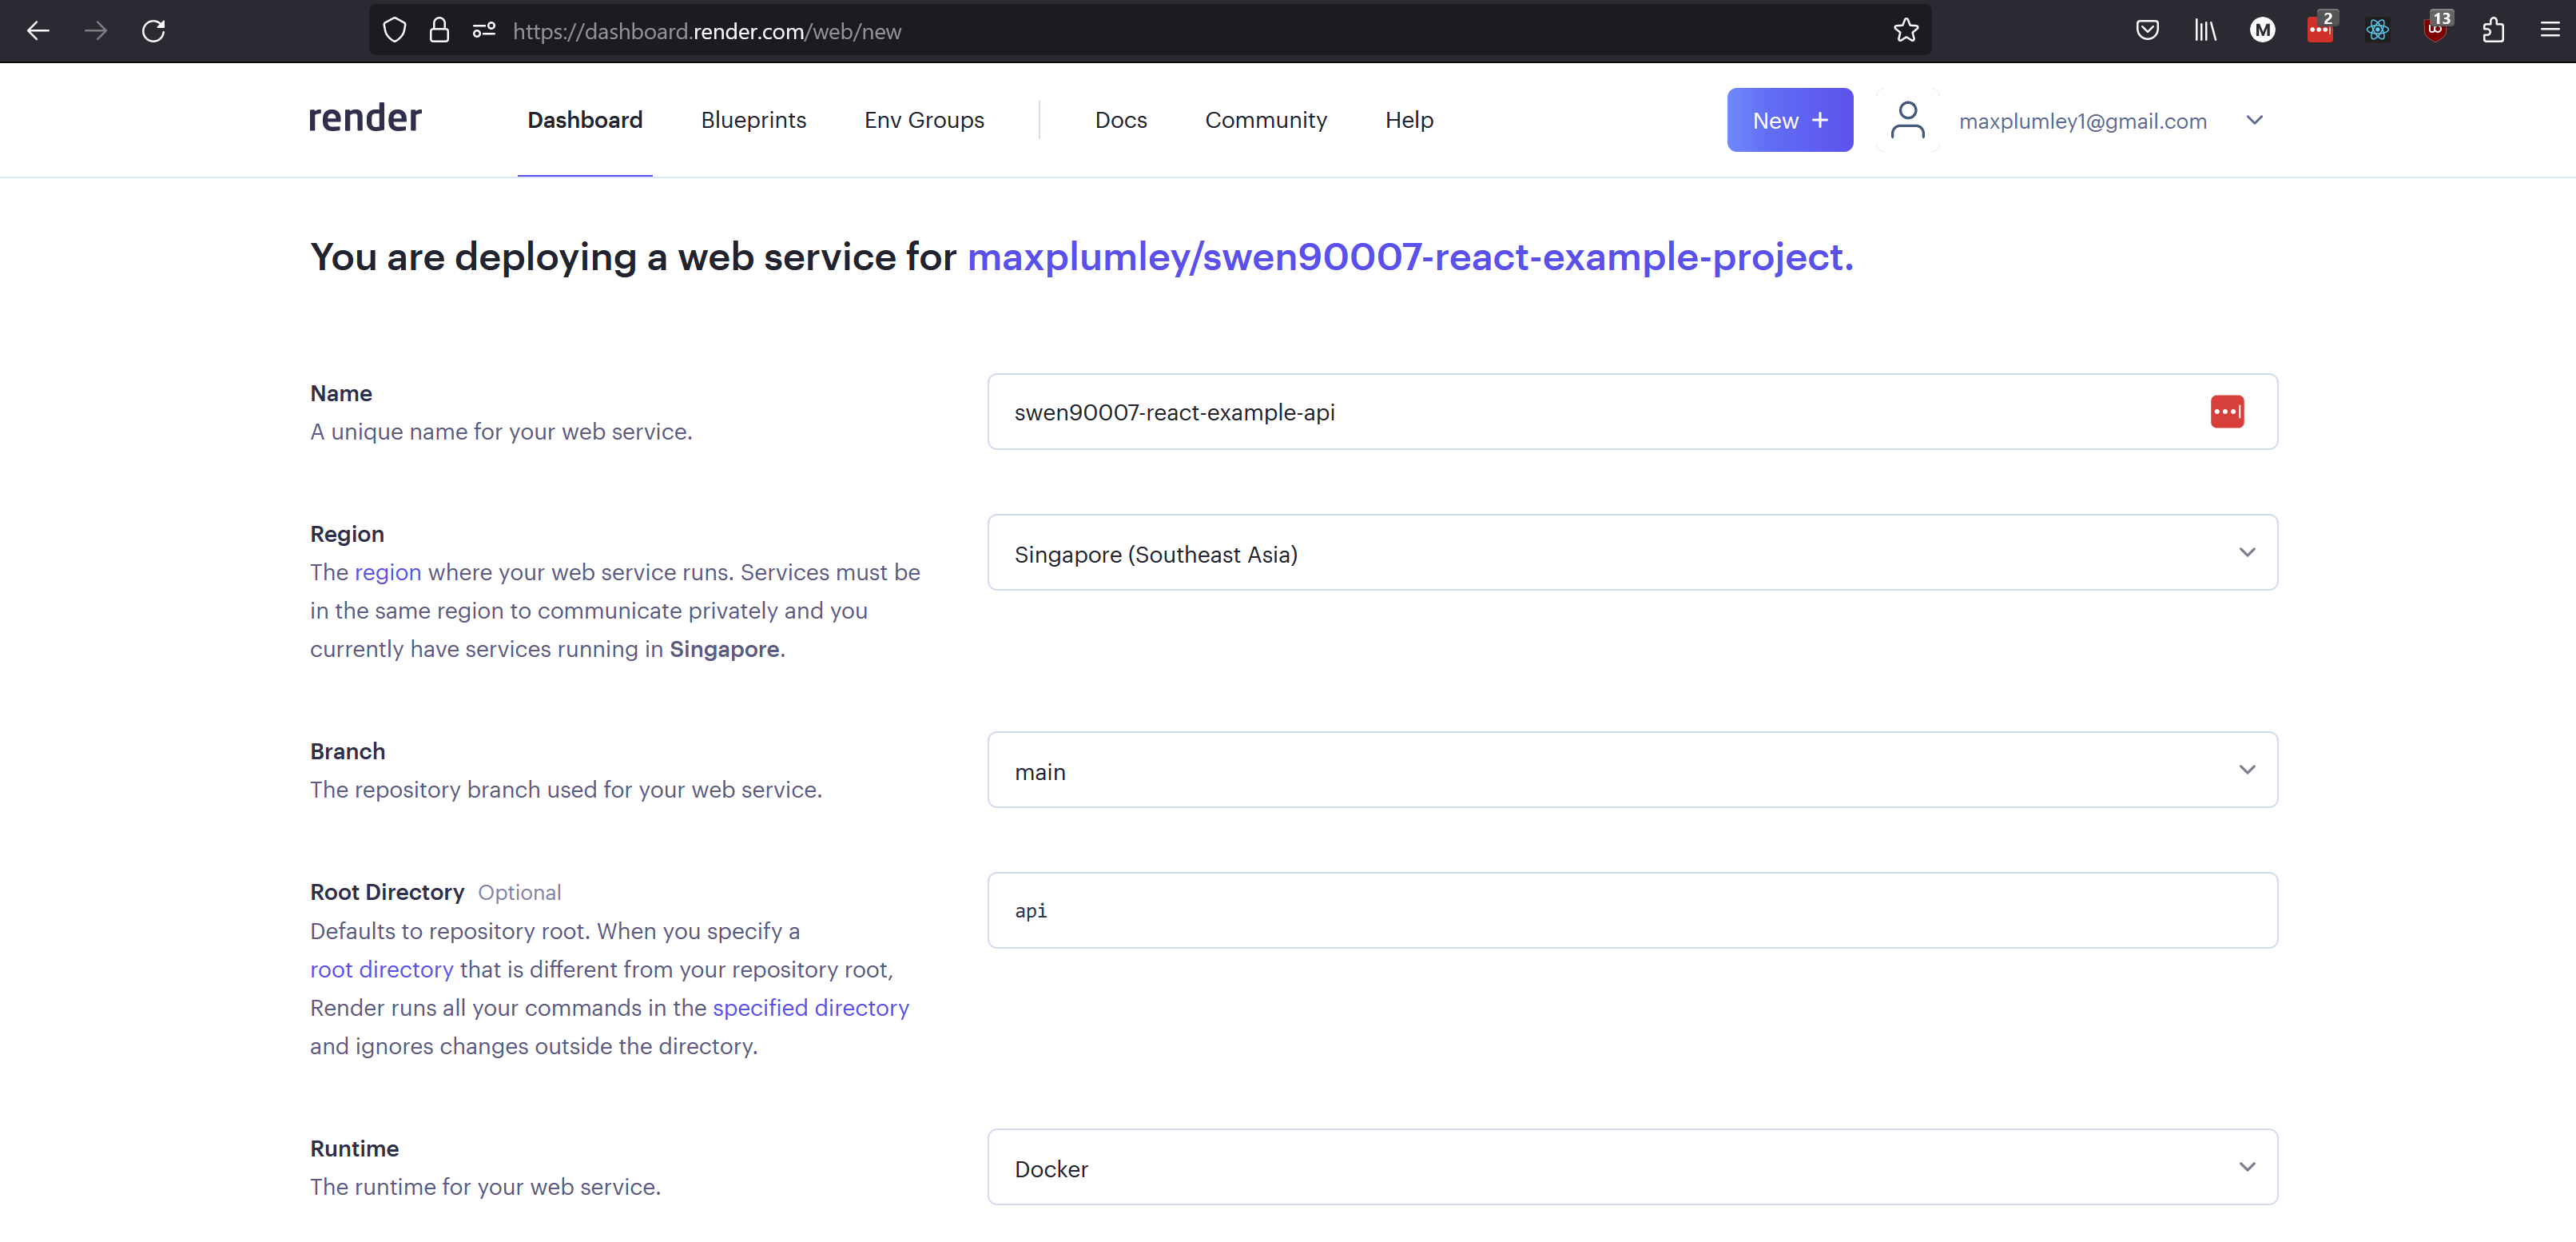 https://dashboard.render.com/web/new
M
2
13
render
Dashboard
Blueprints
Env Groups
Docs
Community
Help
New +
maxplumley1@gmail.com
You are deploying a web service for maxplumley/swen90007-react-example-project.
Name
A unique name for your web service.
swen90007-react-example-api
Region
The region where your web service runs. Services must be
in the same region to communicate privately and you
currently have services running in Singapore.
Singapore (Southeast Asia)
Branch
The repository branch used for your web service.
main
Root Directory Optional
Defaults to repository root. When you specify a
root directory that is different from your repository root,
Render runs all your commands in the specified directory
and ignores changes outside the directory.
api
Runtime
The runtime for your web service.
Docker